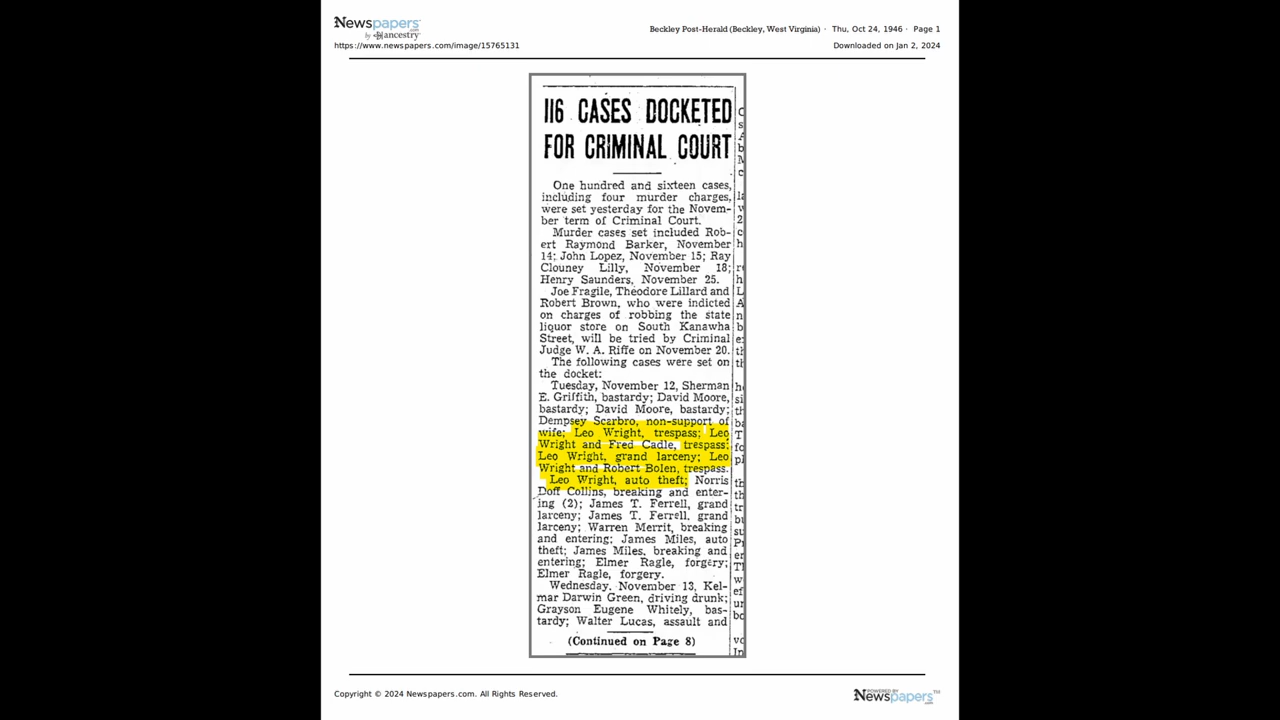 Newspapers
by ancestry
Beckley Post-Herald (Beckley, West Virginia) · Thu, Oct 24, 1946 · Page 1
https://www.newspapers.com/image/15765131
Downloaded on Jan 2, 2024
116 CASES DOCKETED
FOR CRIMINAL COURT
One hundred and sixteen cases,
including four murder charges,
were set yesterday for the Novem-
ber term of Criminal Court.
Murder cases set included Rob-
ert Raymond Barker, November
14; John Lopez, November 15; Ray
Clouney Lilly, November 18;
Henry Saunders, November 25.
Joe Fragile, Theodore Lillard and
Robert Brown, who were indicted
on charges of robbing the state
liquor store on South Kanawha
Street, will be tried by Criminal
Judge W. A. Riffe on November 20.
The following cases were set on
the docket:
Tuesday, November 12, Sherman
E. Griffith, bastardy; David Moore,
bastardy; David Moore, bastardy;
Dempsey Scarbro, non-support of
wife; Leo Wright, trespass; Leo
Wright and Fred Cadle, trespass;
Leo Wright, grand larceny; Leo
Wright and Robert Bolen, trespass.
Leo Wright, auto theft; Norris
Doff Collins, breaking and enter-
ing (2); James T. Ferrell, grand
larceny; James T. Ferrell, grand
larceny; Warren Merrit, breaking
and entering; James Miles, auto
theft; James Miles, breaking and
entering; Elmer Ragle, forgery;
Elmer Ragle, forgery.
Wednesday, November 13, Kel-
mar Darwin Green, driving drunk;
Grayson Eugene Whitely, bas-
tardy; Walter Lucas, assault and
(Continued on Page 8)
Copyright © 2024 Newspapers.com. All Rights Reserved.
POWERED BY
Newspapers™
.com